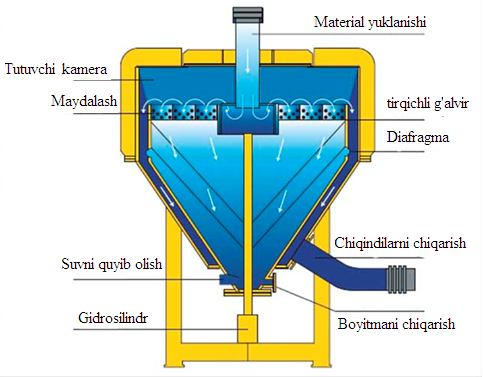 Material yuklanishi
Tutuvchi kamera
Maydalash
tirqichli g'alvir
Diafragma
Chiqindilarni chiqarish
Suvni quyib olish
Gidrosilindr
Boyitmani chiqarish